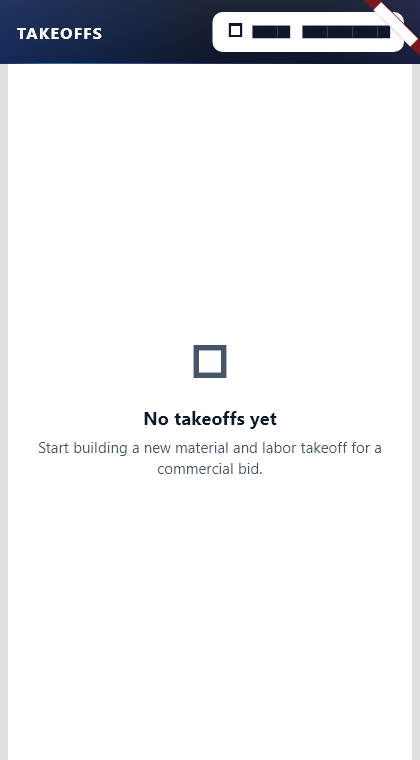 TAKEOFFS
No takeoffs yet
Start building a new material and labor takeoff for a
commercial bid.